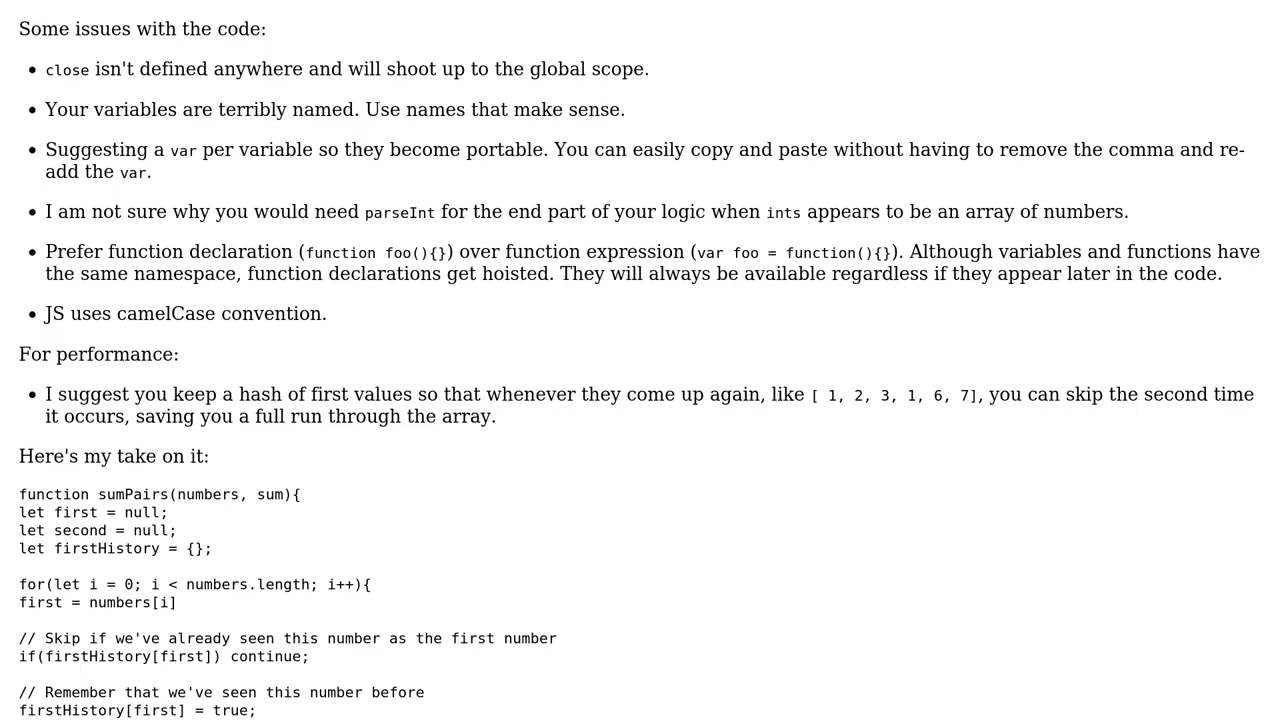 Some issues with the code:
• close isn't defined anywhere and will shoot up to the global scope.
• Your variables are terribly named. Use names that make sense.
• Suggesting a var per variable so they become portable. You can easily copy and paste without having to remove the comma and re-
add the var.
• I am not sure why you would need parseInt for the end part of your logic when ints appears to be an array of numbers.
• Prefer function declaration (function foo(){}) over function expression (var foo = function(){}). Although variables and functions have
the same namespace, function declarations get hoisted. They will always be available regardless if they appear later in the code.
• JS uses camelCase convention.
For performance:
• I suggest you keep a hash of first values so that whenever they come up again, like [ 1, 2, 3, 1, 6, 7], you can skip the second time
it occurs, saving you a full run through the array.
Here's my take on it:
function sumPairs(numbers, sum){
let first = null;
let second = null;
let firstHistory = {};
for(let i = 0; i < numbers.length; i++){
first = numbers[i]
// Skip if we've already seen this number as the first number
if(firstHistory[first]) continue;
// Remember that we've seen this number before
firstHistory[first] = true;